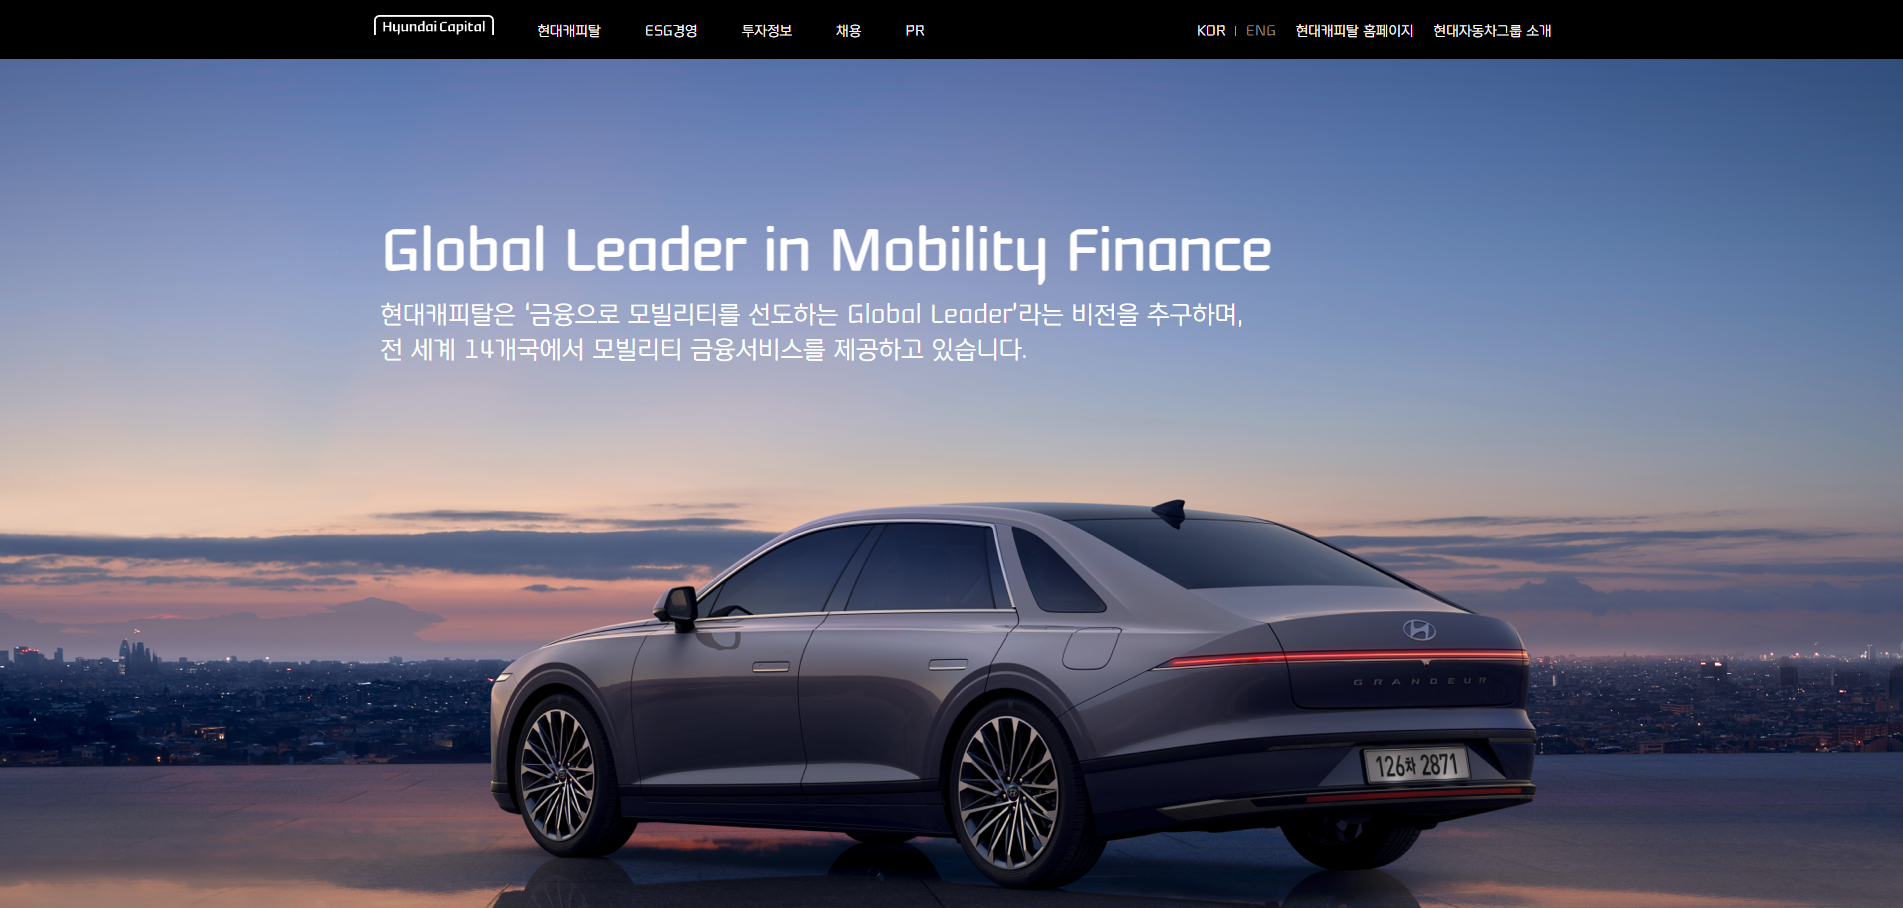 Hyundai Capital
현대캐피탈 ESG경영 투자정보 채용 PR
KOR | ENG 현대캐피탈 홈페이지 현대자동차그룹 소개
Global Leader in Mobility Finance
현대캐피탈은 ‘금융으로 모빌리티를 선도하는 Global Leader’라는 비전을 추구하며,
전 세계 14개국에서 모빌리티 금융서비스를 제공하고 있습니다.
GRANDEUR
126차 2871